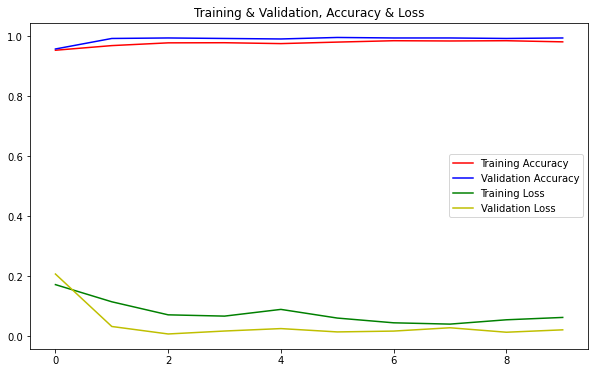 Training & Validation, Accuracy & Loss
1.0
0.8
0.6
0.4
0.2
0.0
Training Accuracy
Validation Accuracy
Training Loss
Validation Loss
0 2 4 6 8